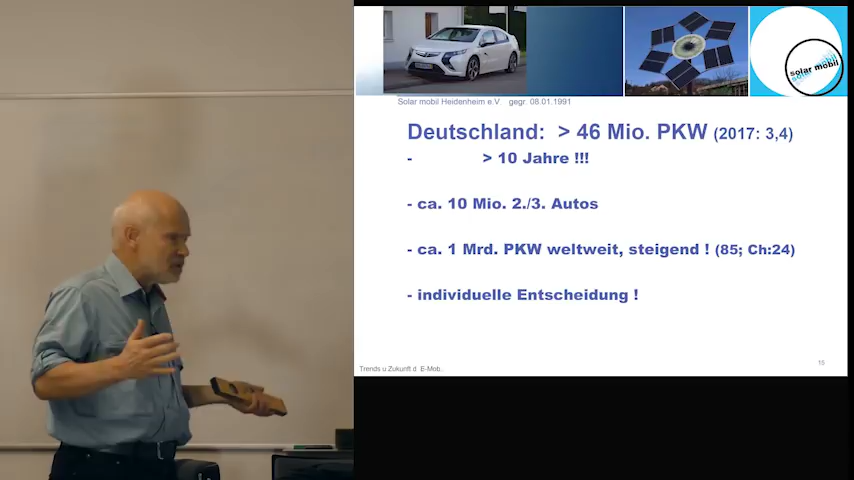 solar mobil
Solar mobil Heidenheim e.V. gegr. 08.01.1991
Deutschland: > 46 Mio. PKW (2017: 3,4)
- > 10 Jahre !!!
- ca. 10 Mio. 2./3. Autos
- ca. 1 Mrd. PKW weltweit, steigend ! (85; Ch:24)
- individuelle Entscheidung !
Trends u Zukunft d E-Mob.